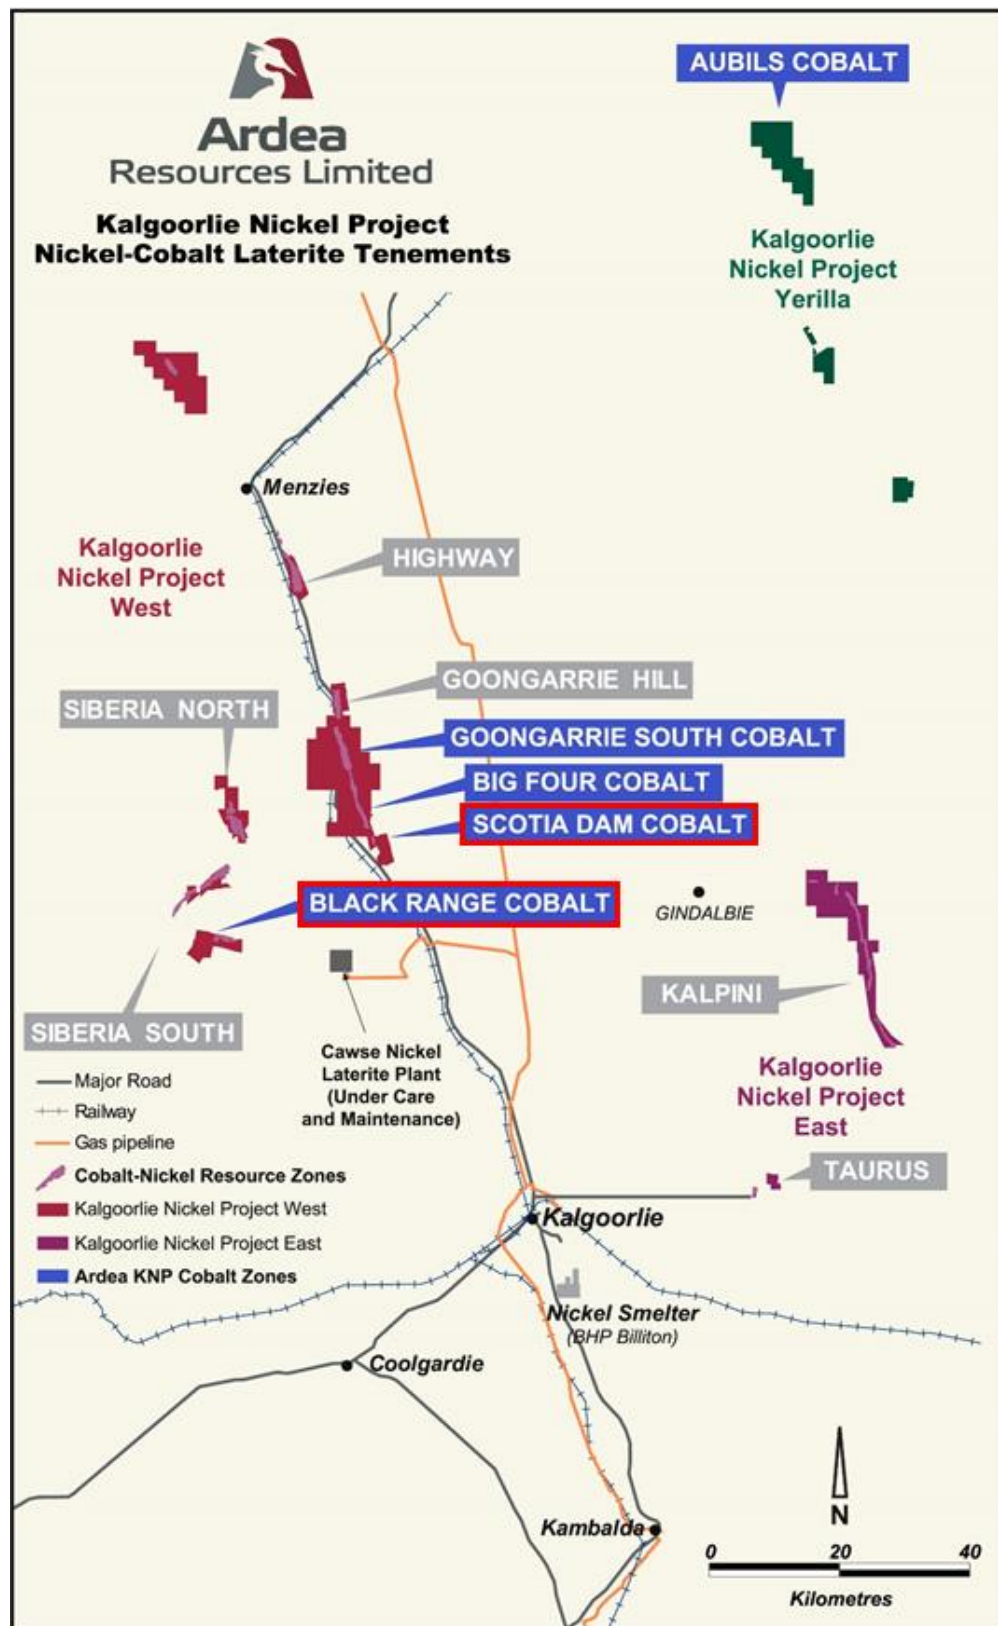 AUBILS COBALT
Ardea
Resources Limited
Kalgoorlie Nickel Project
Nickel-Cobalt Laterite Tenements
Kalgoorlie
Nickel Project
Yerilla
Menzies
Kalgoorlie
Nickel Project
West
HIGHWAY
GOONGARRIE HILL
SIBERIA NORTH
GOONGARRIE SOUTH COBALT
BIG FOUR COBALT
SCOTIA DAM COBALT
BLACK RANGE COBALT
GINDALBIE
KALPINI
SIBERIA SOUTH
Cawse Nickel
Laterite Plant
(Under Care
and Maintenance)
Kalgoorlie
Nickel Project
East
Major Road
Railway
Gas pipeline
Cobalt-Nickel Resource Zones
Kalgoorlie Nickel Project West
Kalgoorlie Nickel Project East
Ardea KNP Cobalt Zones
TAURUS
Kalgoorlie
Nickel Smelter
(BHP Billiton)
Coolgardie
Kambalda
N
0 20 40
Kilometres